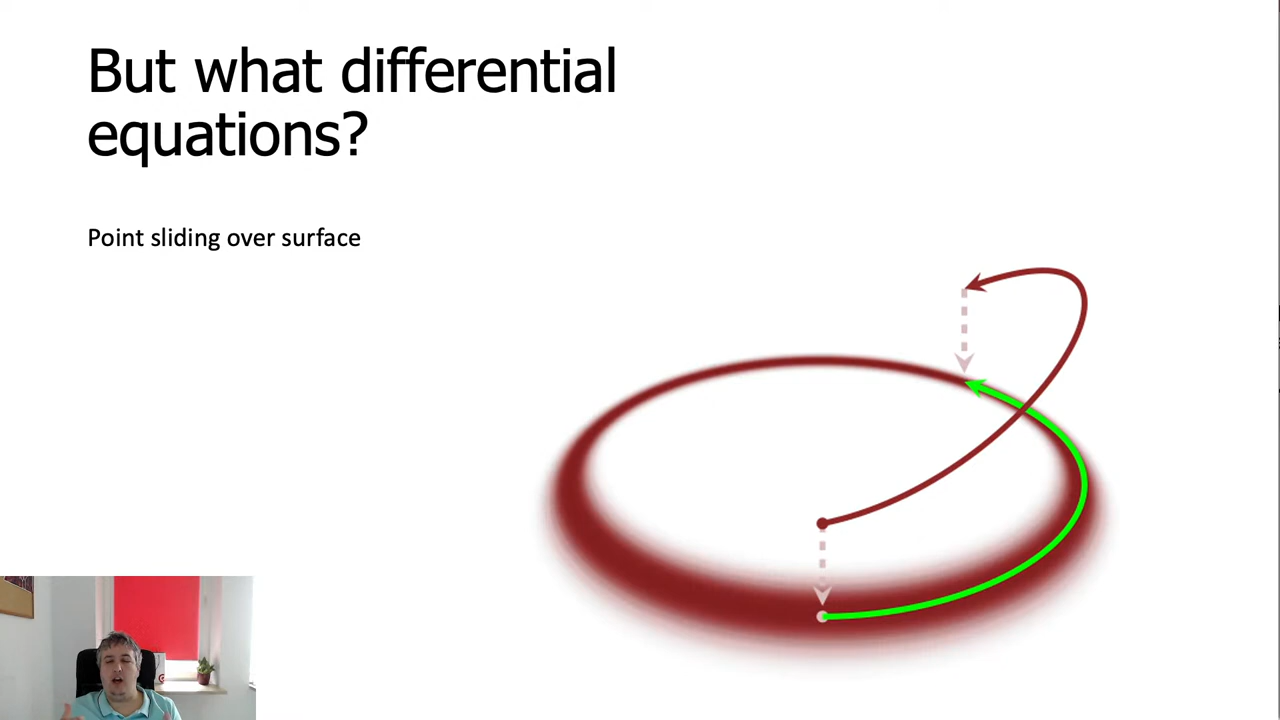 But what differential
equations?
Point sliding over surface